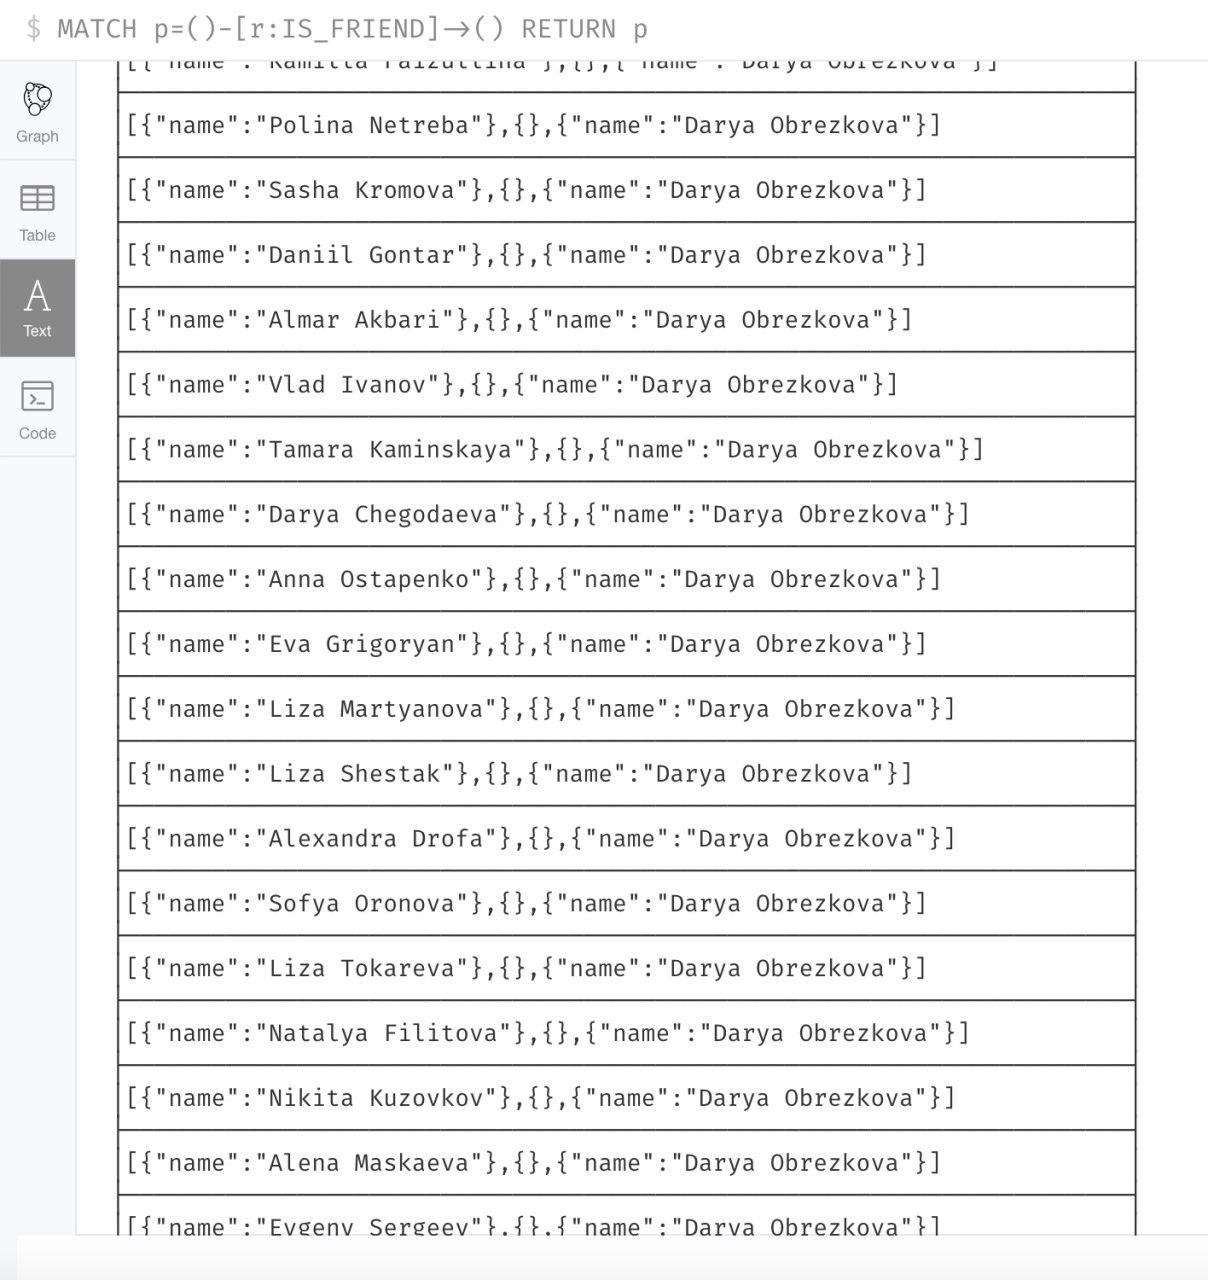 $ MATCH p=()-[r:IS_FRIEND]->() RETURN p
[{"name":"Kamilla Faizullina"},{},{"name":"Darya Obrezkova"}]
Graph
[{"name":"Polina Netreba"},{},{"name":"Darya Obrezkova"}]
[{"name":"Sasha Kromova"},{},{"name":"Darya Obrezkova"}]
Table
[{"name":"Daniil Gontar"},{},{"name":"Darya Obrezkova"}]
[{"name":"Almar Akbari"},{},{"name":"Darya Obrezkova"}]
Text
[{"name":"Vlad Ivanov"},{},{"name":"Darya Obrezkova"}]
Code
[{"name":"Tamara Kaminskaya"},{},{"name":"Darya Obrezkova"}]
[{"name":"Darya Chegodaeva"},{},{"name":"Darya Obrezkova"}]
[{"name":"Anna Ostapenko"},{},{"name":"Darya Obrezkova"}]
[{"name":"Eva Grigoryan"},{},{"name":"Darya Obrezkova"}]
[{"name":"Liza Martyanova"},{},{"name":"Darya Obrezkova"}]
[{"name":"Liza Shestak"},{},{"name":"Darya Obrezkova"}]
[{"name":"Alexandra Drofa"},{},{"name":"Darya Obrezkova"}]
[{"name":"Sofya Oronova"},{},{"name":"Darya Obrezkova"}]
[{"name":"Liza Tokareva"},{},{"name":"Darya Obrezkova"}]
[{"name":"Natalya Filitova"},{},{"name":"Darya Obrezkova"}]
[{"name":"Nikita Kuzovkov"},{},{"name":"Darya Obrezkova"}]
[{"name":"Alena Maskaeva"},{},{"name":"Darya Obrezkova"}]
[{"name":"Evgeny Sergeev"},{},{"name":"Darya Obrezkova"}]